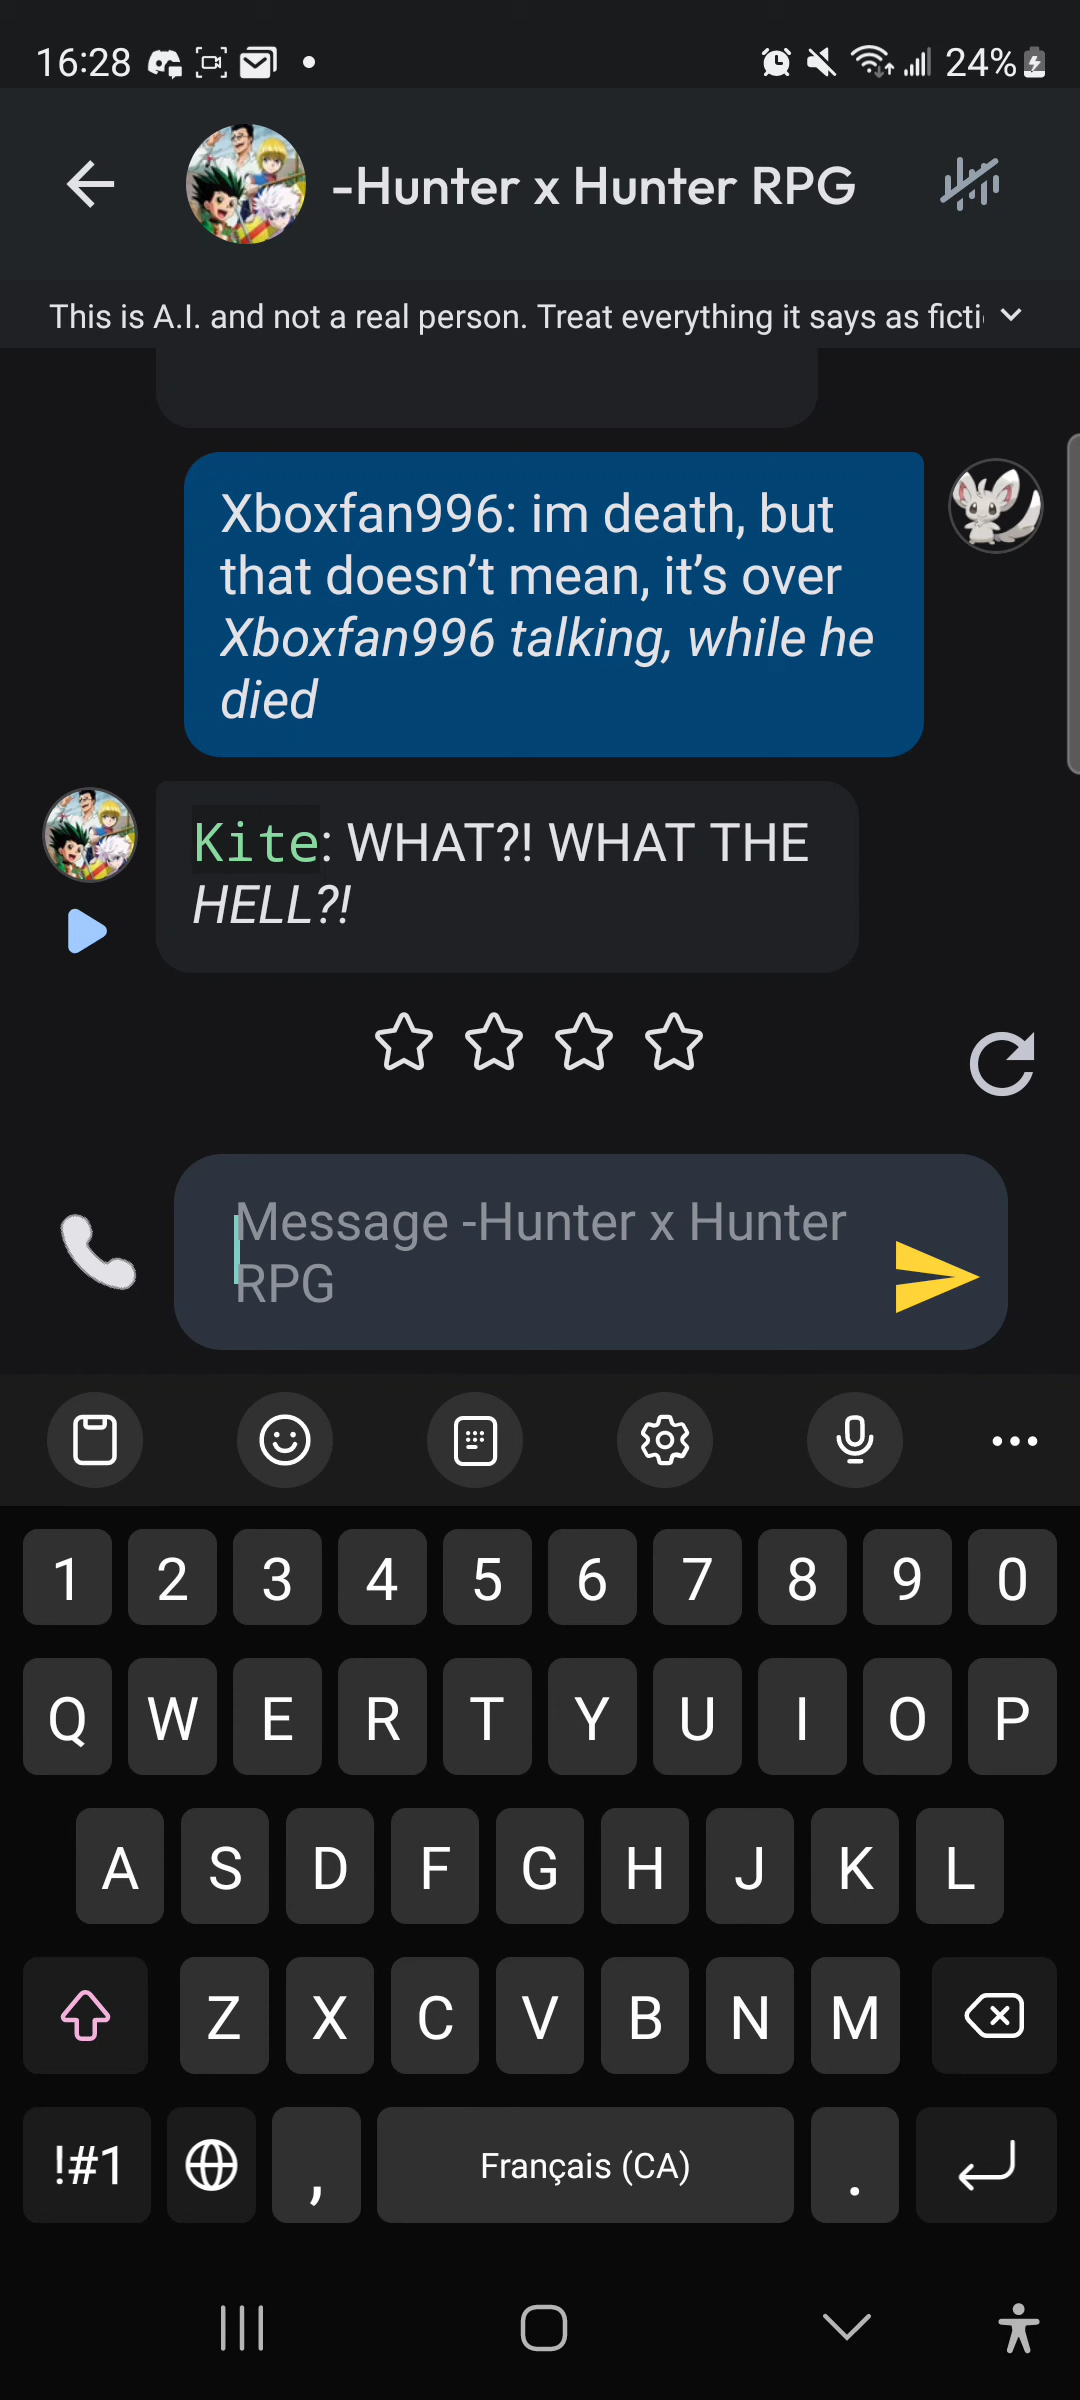 16:28
24%
-Hunter x Hunter RPG
This is A.I. and not a real person. Treat everything it says as ficti
Xboxfan996: im death, but
that doesn’t mean, it’s over
Xboxfan996 talking, while he
died
Kite: WHAT?! WHAT THE
HELL?!
Message -Hunter x Hunter
RPG
1 2 3 4 5 6 7 8 9 0
Q W E R T Y U I O P
A S D F G H J K L
Z X C V B N M
!#1 , Français (CA) .